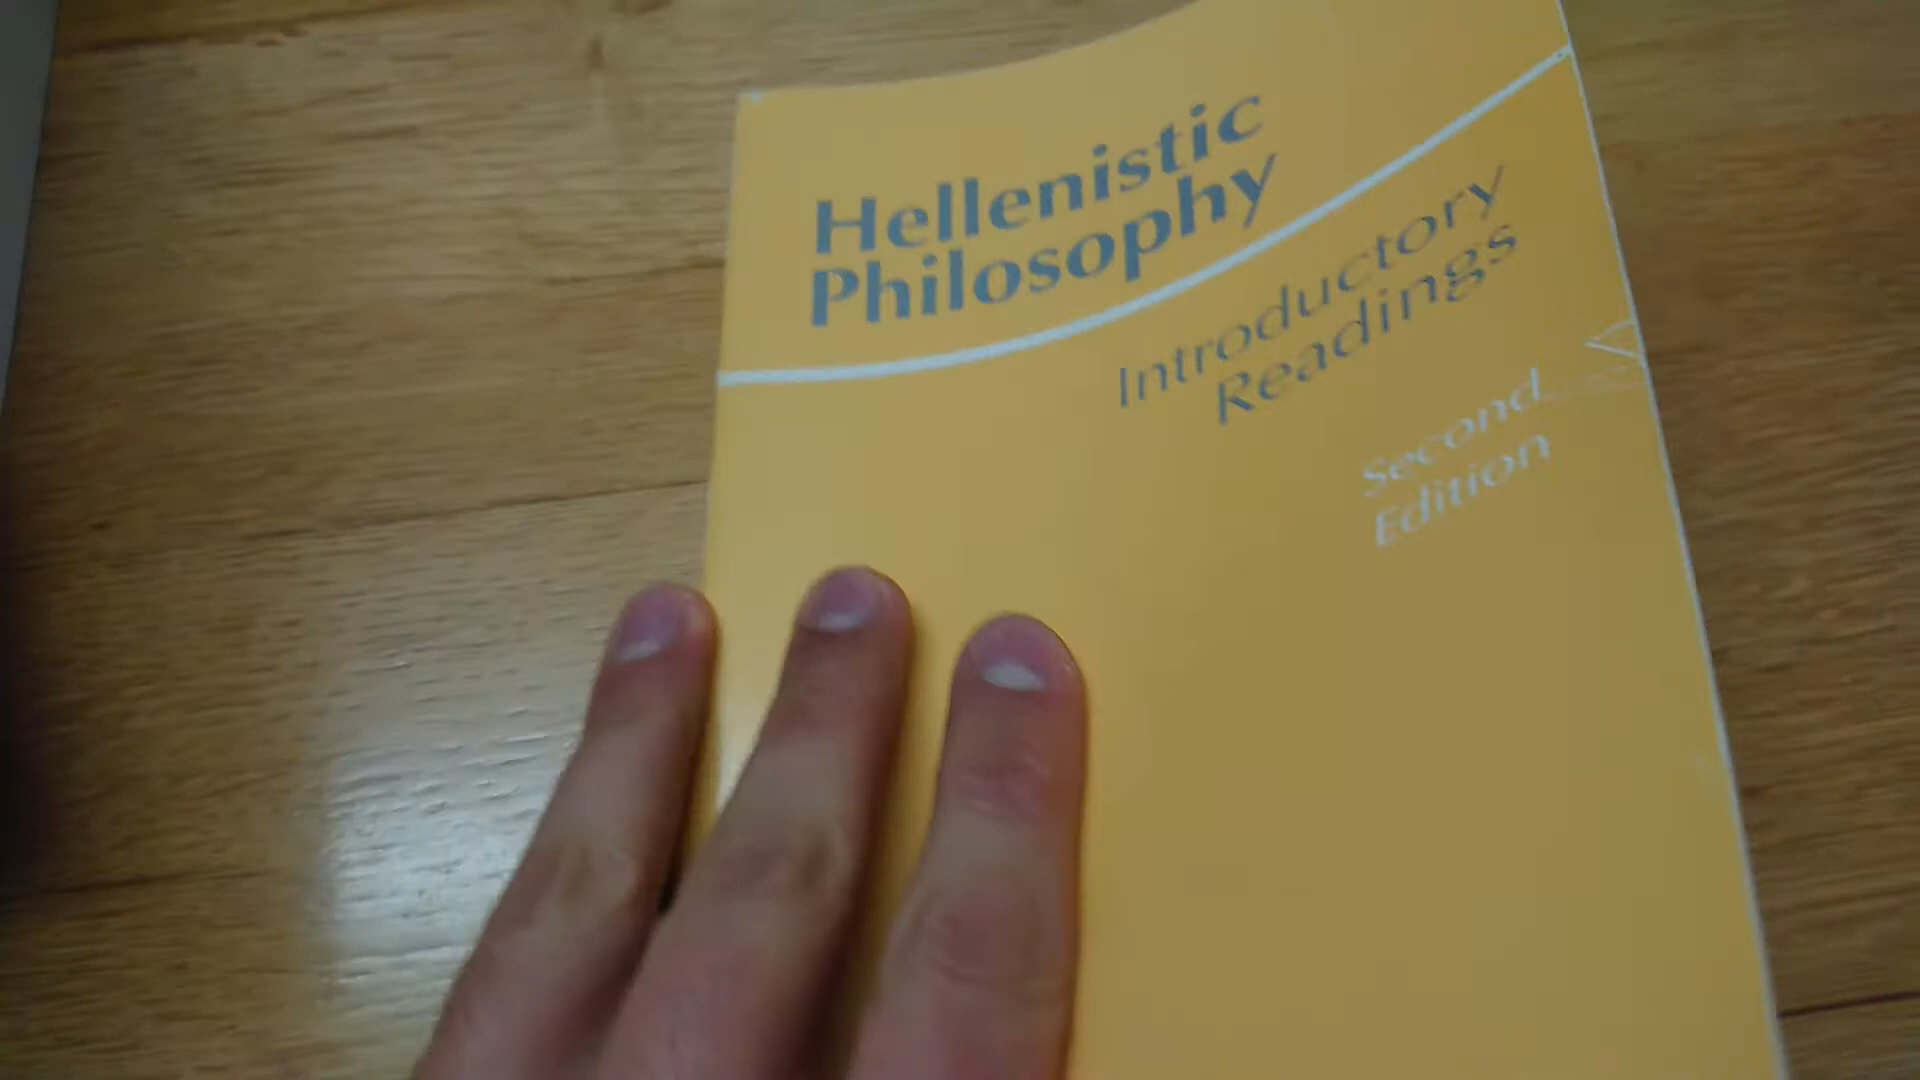 Hellenistic
Philosophy
Introductory
Readings
Second
Edition